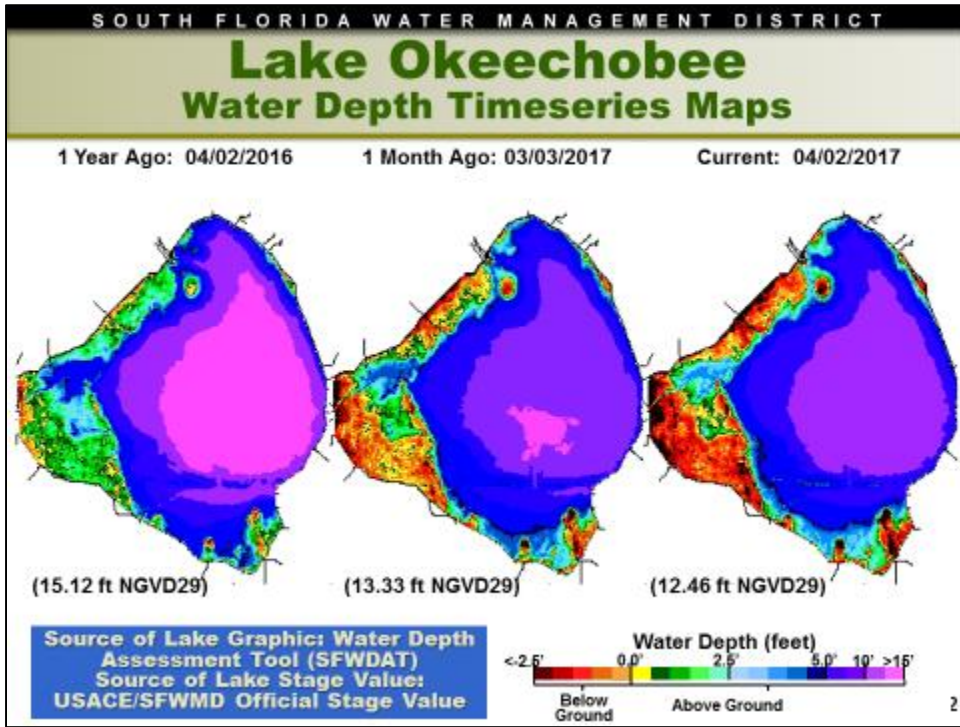 SOUTH FLORIDA WATER MANAGEMENT DISTRICT
Lake Okeechobee
Water Depth Timeseries Maps
1 Year Ago: 04/02/2016
1 Month Ago: 03/03/2017
Current: 04/02/2017
(15.12 ft NGVD29)
(13.33 ft NGVD29)
(12.46 ft NGVD29)
Source of Lake Graphic: Water Depth
Assessment Tool (SFWDAT)
Source of Lake Stage Value:
USACE/SFWMD Official Stage Value
Water Depth (feet)
<-2.5' 0.0' 2.5' 5.0' 10' >15'
Below
Ground
Above Ground
2